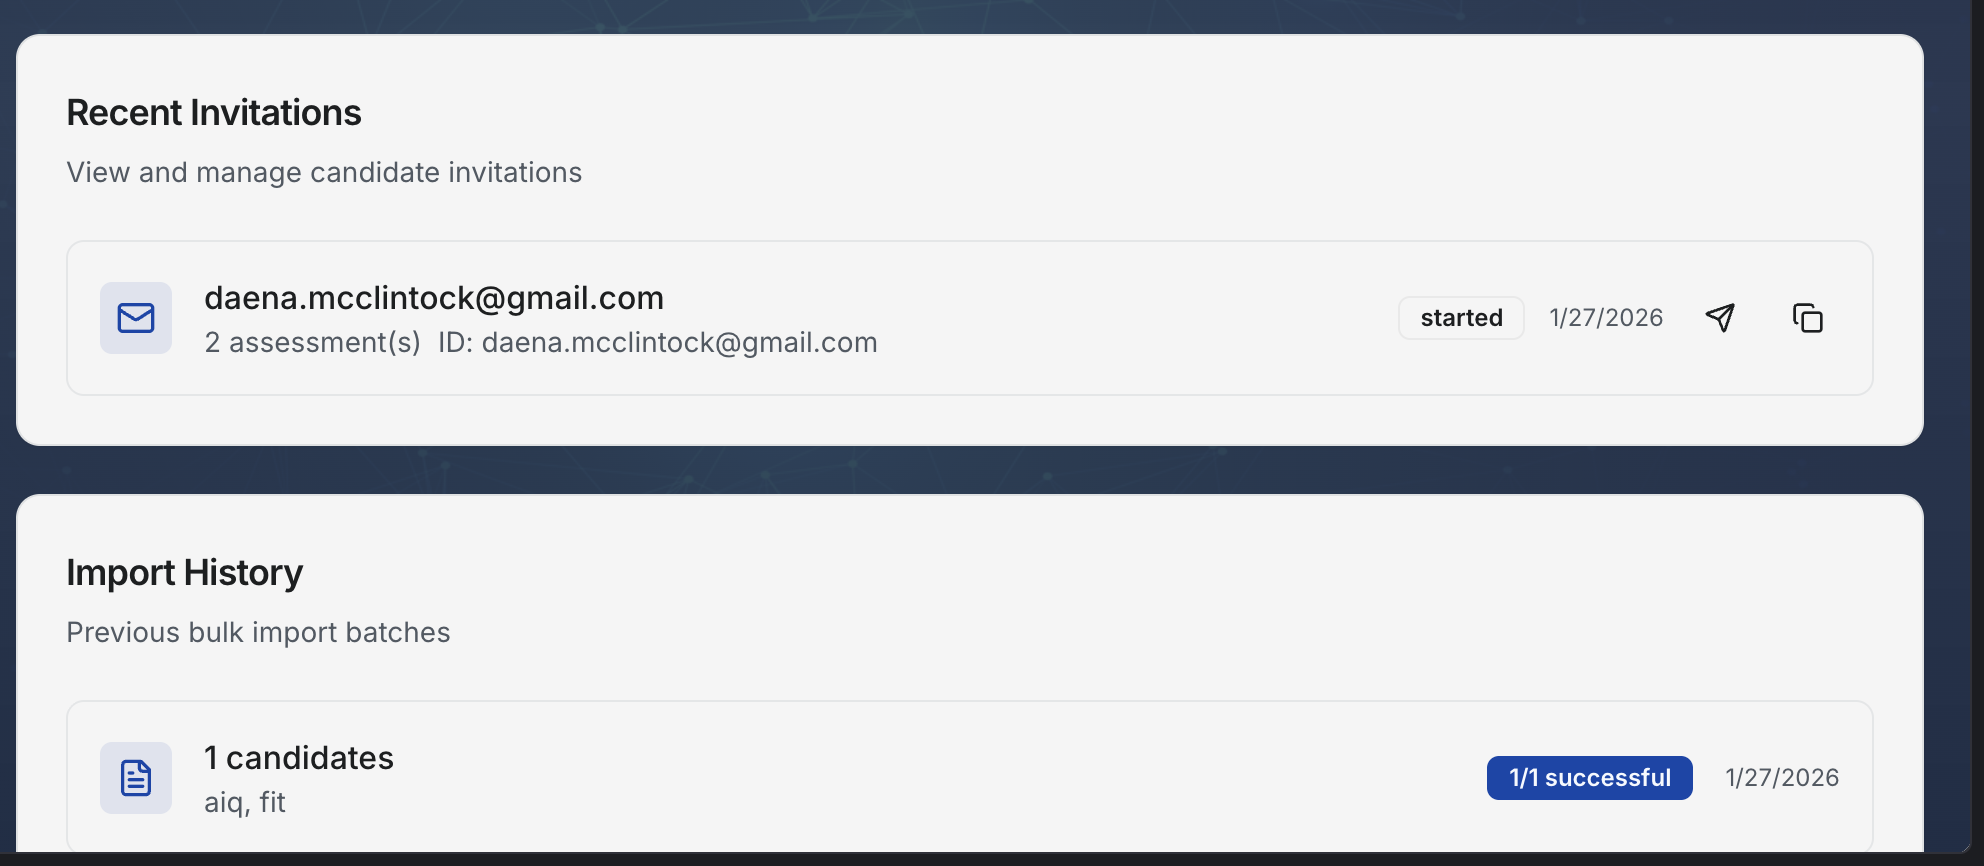 Recent Invitations
View and manage candidate invitations
daena.mcclintock@gmail.com
2 assessment(s) ID: daena.mcclintock@gmail.com
started
1/27/2026
Import History
Previous bulk import batches
1 candidates
aiq, fit
1/1 successful
1/27/2026